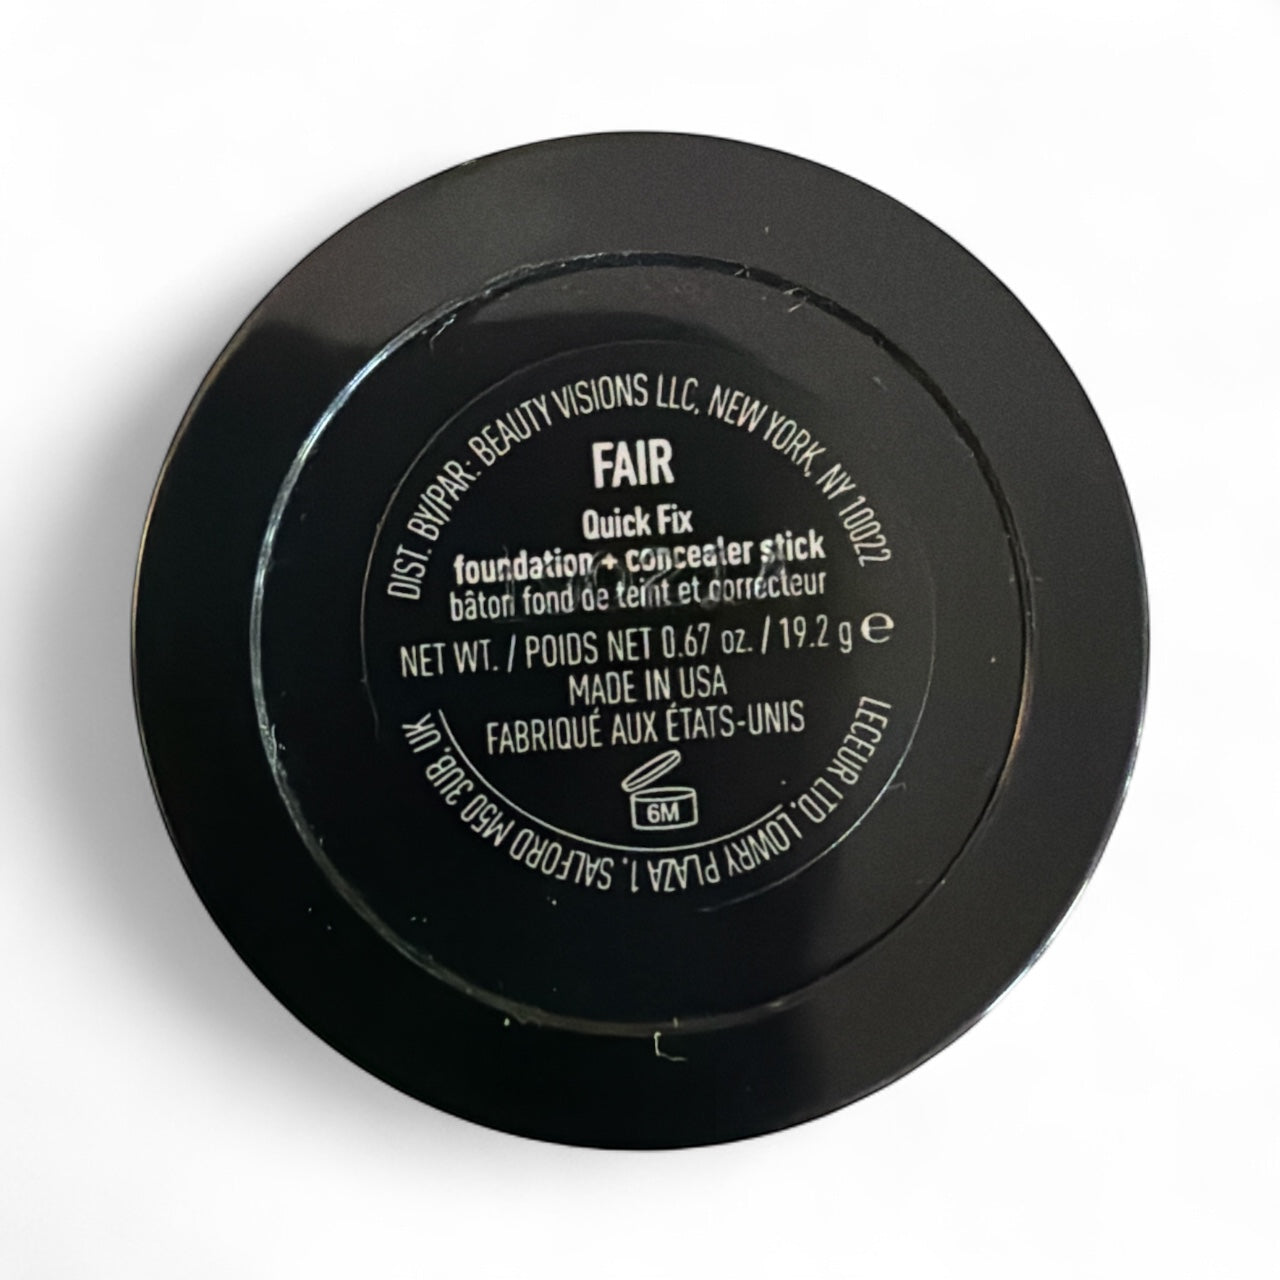 DIST. BY/PAR: BEAUTY VISIONS LLC, NEW YORK, NY 10022
FAIR
Quick Fix
foundation + concealer stick
bâton fond de teint et correcteur
NET WT. / POIDS NET 0.67 oz. / 19.2 g e
MADE IN USA
FABRIQUÉ AUX ÉTATS-UNIS
6M
LECEUR LTD, LOWRY PLAZA 1, SALFORD M50 3UB, UK